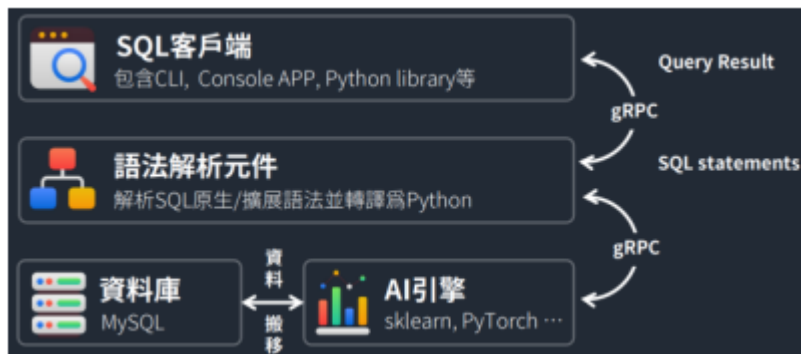 SQL客戶端
包含CLI, Console APP, Python library等
Query Result
gRPC
語法解析元件
解析SQL原生/擴展語法並轉譯爲Python
SQL statements
gRPC
資料庫
MySQL
資料
搬移
AI引擎
sklearn, PyTorch ⋯